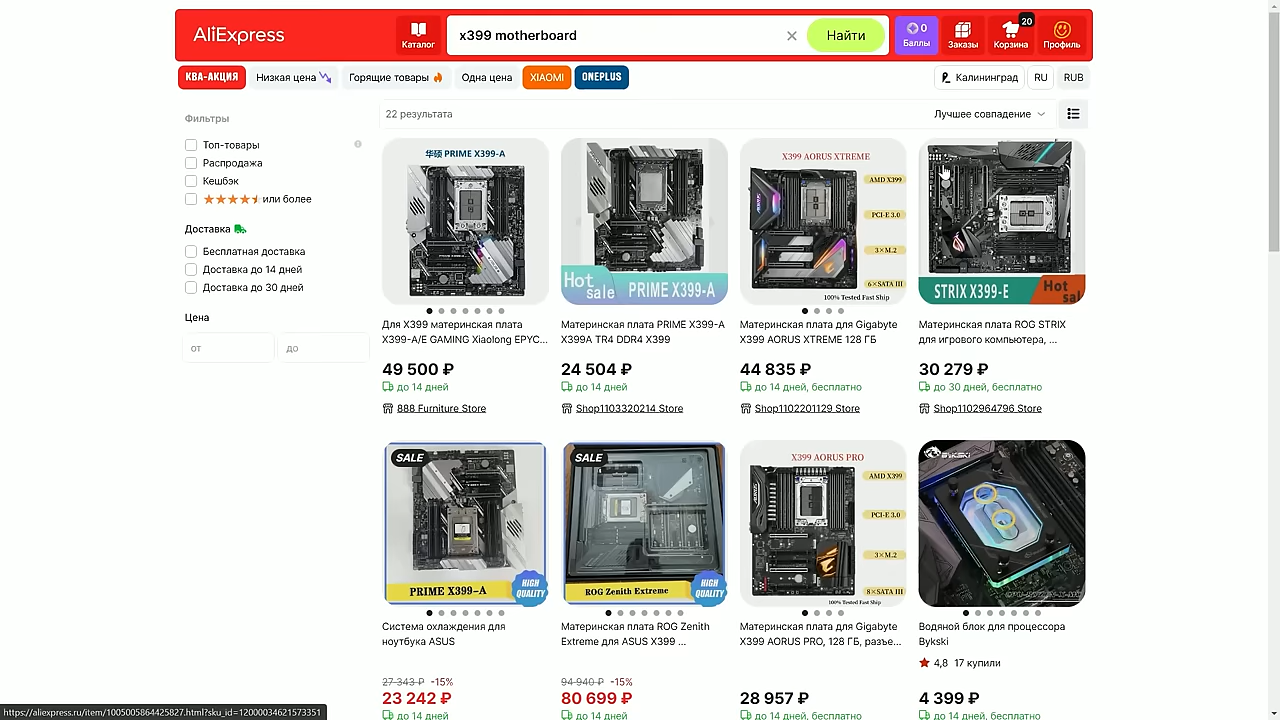 AliExpress
Каталог
x399 motherboard
Найти
0
Баллы
Заказы
20
Корзина
Профиль
КВА-АКЦИЯ
Низкая цена
Горящие товары
Одна цена
XIAOMI
ONEPLUS
Калининград
RU
RUB
Фильтры
22 результата
Лучшее совпадение
Топ-товары
Распродажа
Кешбэк
или более
Доставка
Бесплатная доставка
Доставка до 14 дней
Доставка до 30 дней
Цена
от
до
华硕 PRIME X399-A
Для X399 материнская плата
X399-A/E GAMING Xiaolong EPYC...
49 500 ₽
до 14 дней
888 Furniture Store
Hot
sale
PRIME X399-A
Материнская плата PRIME X399-A
X399A TR4 DDR4 X399
24 504 ₽
до 14 дней
Shop1103320214 Store
X399 AORUS XTREME
AMD X399
PCI-E 3.0
3×M.2
6×SATA III
100% Tested Fast Ship
Материнская плата для Gigabyte
X399 AORUS XTREME 128 ГБ
44 835 ₽
до 14 дней, бесплатно
Shop1102201129 Store
STRIX X399-E
Hot
sal
Материнская плата ROG STRIX
для игрового компьютера, ...
30 279 ₽
до 30 дней, бесплатно
Shop1102964796 Store
SALE
PRIME X399-A
HIGH
QUALITY
Система охлаждения для
ноутбука ASUS
27 343 ₽ -15%
23 242 ₽
до 14 дней
SALE
ROG Zenith Extreme
HIGH
QUALITY
Материнская плата ROG Zenith
Extreme для ASUS X399 ...
94 940 ₽ -15%
80 699 ₽
до 14 дней
X399 AORUS PRO
AMD X399
PCI-E 3.0
3×M.2
8×SATA III
100% Tested Fast Ship
Материнская плата для Gigabyte
X399 AORUS PRO, 128 ГБ, разъе...
28 957 ₽
до 14 дней, бесплатно
BYKSKI
Водяной блок для процессора
Bykski
4,8 17 купили
4 399 ₽
до 14 дней, бесплатно
https://aliexpress.ru/item/1005005864425827.html?sku_id=12000034621573351